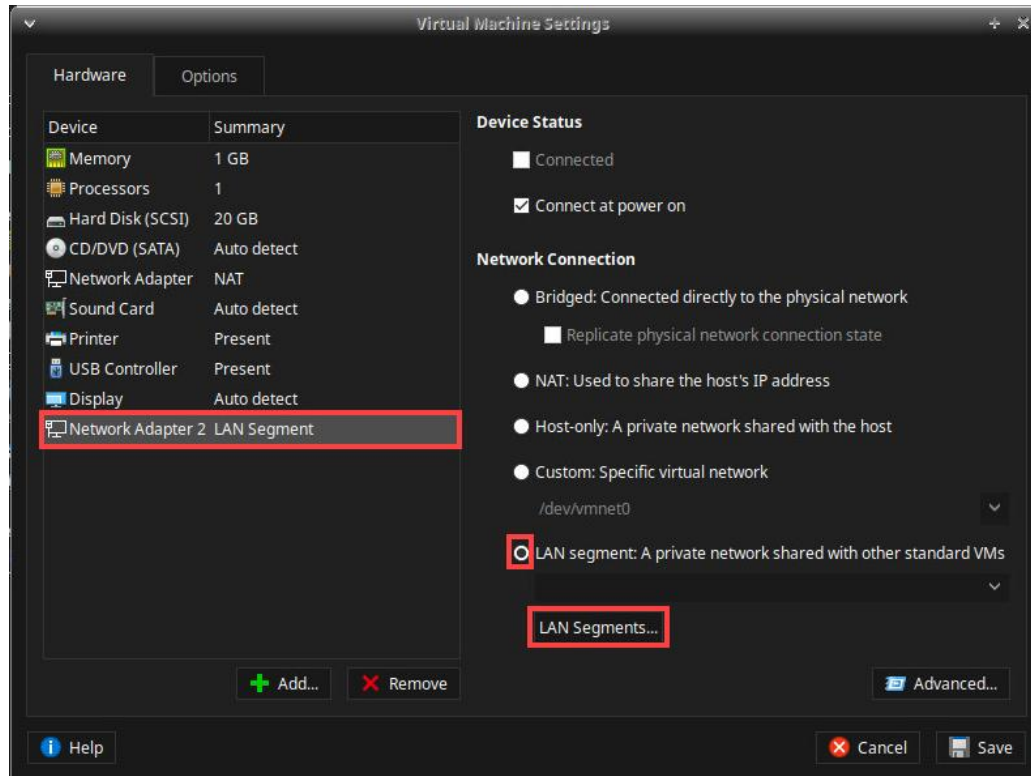 Virtual Machine Settings
Hardware
Options
Device Summary
Memory 1 GB
Processors 1
Hard Disk (SCSI) 20 GB
CD/DVD (SATA) Auto detect
Network Adapter NAT
Sound Card Auto detect
Printer Present
USB Controller Present
Display Auto detect
Network Adapter 2 LAN Segment
Add...
Remove
Device Status
Connected
Connect at power on
Network Connection
Bridged: Connected directly to the physical network
Replicate physical network connection state
NAT: Used to share the host's IP address
Host-only: A private network shared with the host
Custom: Specific virtual network
/dev/vmnet0
LAN segment: A private network shared with other standard VMs
LAN Segments...
Advanced...
Help
Cancel
Save